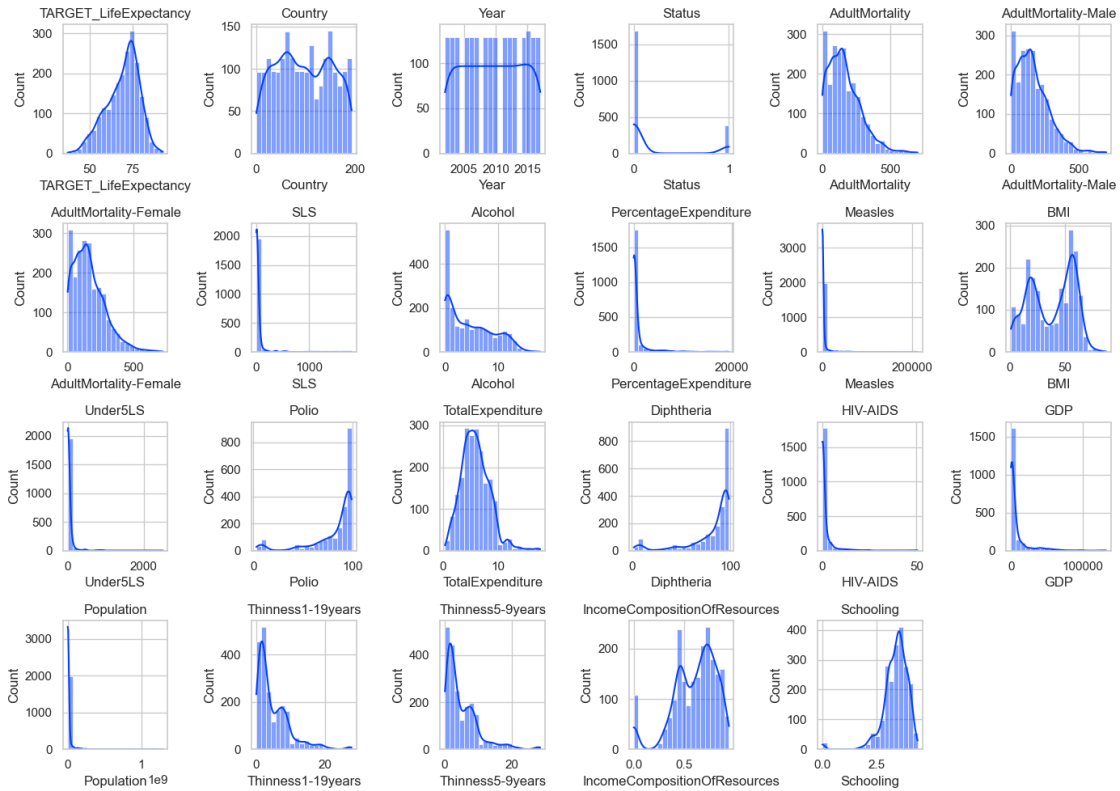 TARGET_LifeExpectancy Country Year Status AdultMortality AdultMortality-Male
300 200 100 0 Count 50 75
150 100 50 0 Count 0 200
100 50 0 Count 2005 2010 2015
1500 1000 500 0 Count 0 1
300 200 100 0 Count 0 500
300 200 100 0 Count 0 500
TARGET_LifeExpectancy Country Year Status AdultMortality AdultMortality-Male
AdultMortality-Female SLS Alcohol PercentageExpenditure Measles BMI
300 200 100 0 Count 0 500
2000 1500 1000 500 0 Count 0 1000
400 200 0 Count 0 10
1500 1000 500 0 Count 0 20000
3000 2000 1000 0 Count 0 200000
300 200 100 0 Count 0 50
AdultMortality-Female SLS Alcohol PercentageExpenditure Measles BMI
Under5LS Polio TotalExpenditure Diphtheria HIV-AIDS GDP
2000 1500 1000 500 0 Count 0 2000
800 600 400 200 0 Count 0 100
300 200 100 0 Count 0 10
800 600 400 200 0 Count 0 100
1500 1000 500 0 Count 0 50
1500 1000 500 0 Count 0 100000
Under5LS Polio TotalExpenditure Diphtheria HIV-AIDS GDP
Population Thinness1-19years Thinness5-9years IncomeCompositionOfResources Schooling
3000 2000 1000 0 Count 0 1 1e9
400 200 0 Count 0 20
400 200 0 Count 0 20
200 100 0 Count 0.0 0.5
400 300 200 100 0 Count 0.0 2.5
Population Thinness1-19years Thinness5-9years IncomeCompositionOfResources Schooling